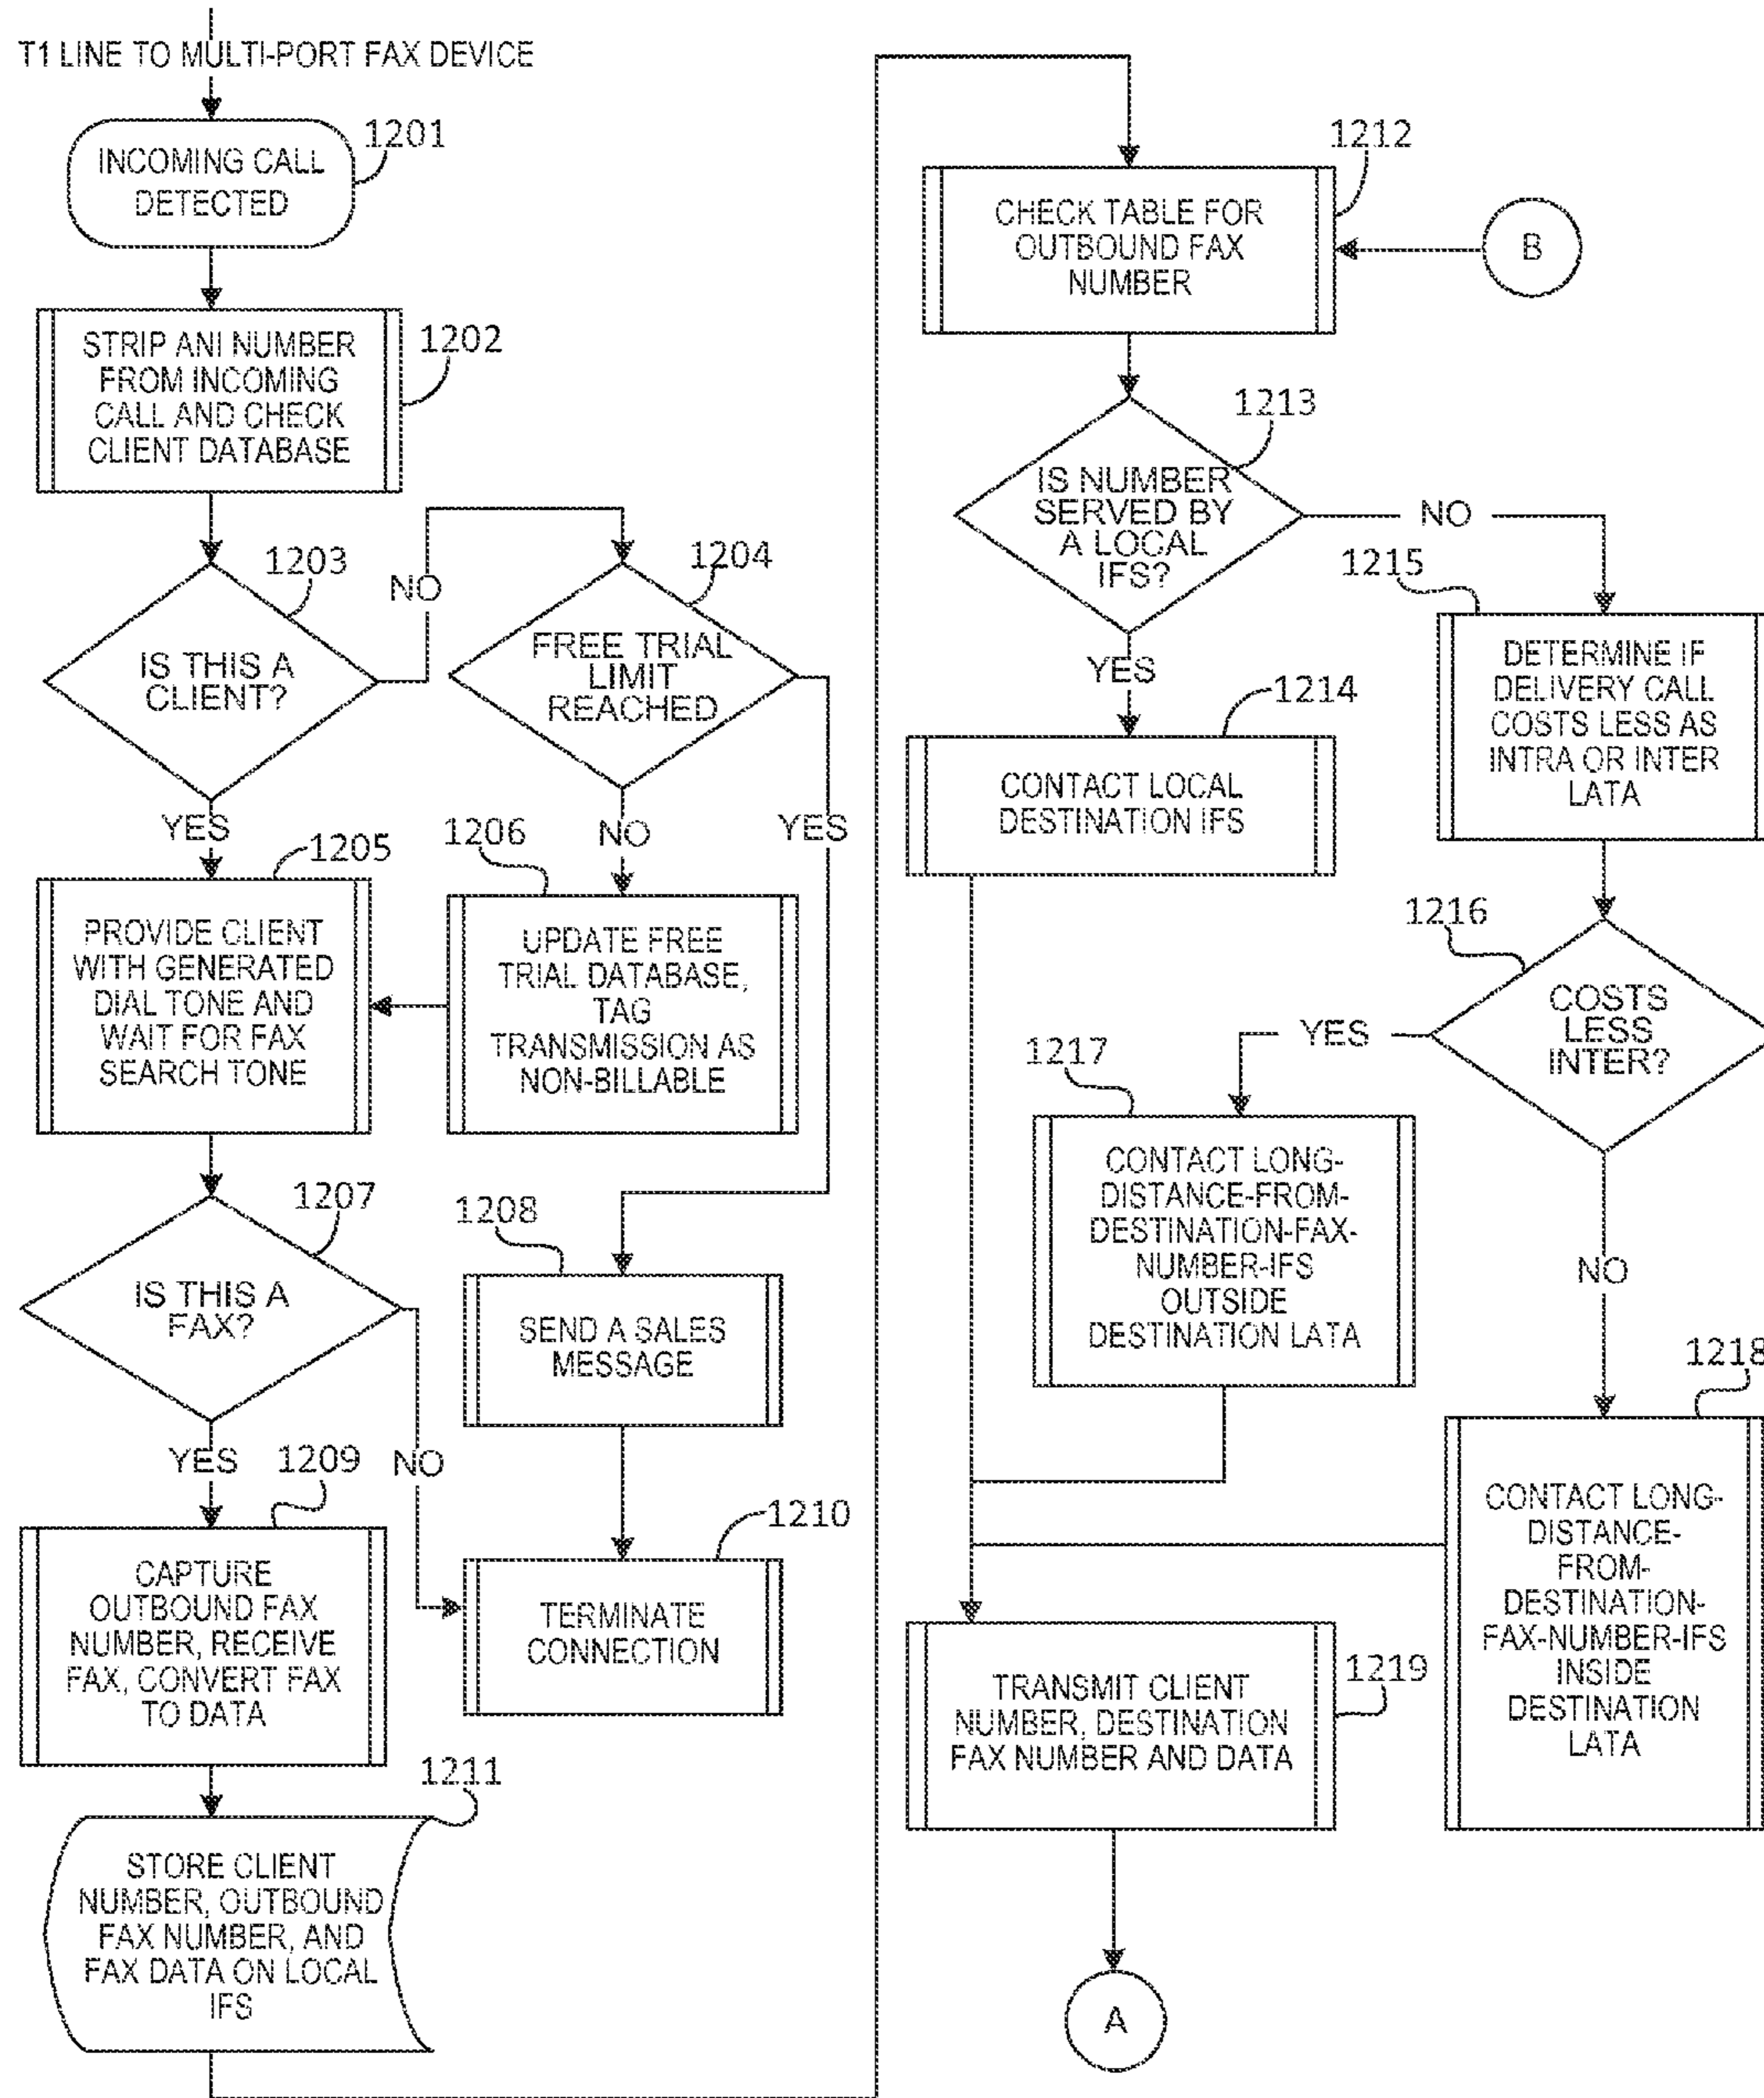 T1 LINE TO MULTI-PORT FAX DEVICE
INCOMING CALL
DETECTED
1201
STRIP ANI NUMBER
FROM INCOMING
CALL AND CHECK
CLIENT DATABASE
1202
IS THIS A
CLIENT?
1203
NO
YES
FREE TRIAL
LIMIT
REACHED
1204
NO
YES
PROVIDE CLIENT
WITH GENERATED
DIAL TONE AND
WAIT FOR FAX
SEARCH TONE
1205
UPDATE FREE
TRIAL DATABASE,
TAG
TRANSMISSION AS
NON-BILLABLE
1206
IS THIS A
FAX?
1207
YES
NO
SEND A SALES
MESSAGE
1208
CAPTURE
OUTBOUND FAX
NUMBER, RECEIVE
FAX, CONVERT FAX
TO DATA
1209
TERMINATE
CONNECTION
1210
STORE CLIENT
NUMBER, OUTBOUND
FAX NUMBER, AND
FAX DATA ON LOCAL
IFS
1211
CHECK TABLE FOR
OUTBOUND FAX
NUMBER
1212
B
IS NUMBER
SERVED BY
A LOCAL
IFS?
1213
NO
YES
CONTACT LOCAL
DESTINATION IFS
1214
DETERMINE IF
DELIVERY CALL
COSTS LESS AS
INTRA OR INTER
LATA
1215
COSTS
LESS
INTER?
1216
YES
NO
CONTACT LONG-
DISTANCE-FROM-
DESTINATION-FAX-
NUMBER-IFS
OUTSIDE
DESTINATION LATA
1217
CONTACT LONG-
DISTANCE-
FROM-
DESTINATION-
FAX-NUMBER-IFS
INSIDE
DESTINATION
LATA
1218
TRANSMIT CLIENT
NUMBER, DESTINATION
FAX NUMBER AND DATA
1219
A